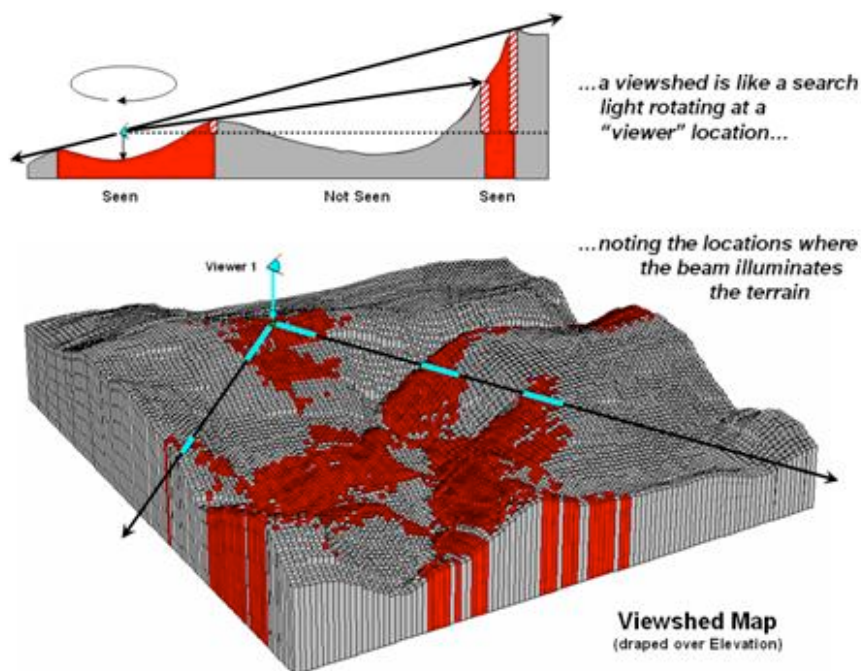 ...a viewshed is like a search
light rotating at a
“viewer” location...
Seen
Not Seen
Seen
...noting the locations where
the beam illuminates
the terrain
Viewer 1
Viewshed Map
(draped over Elevation)